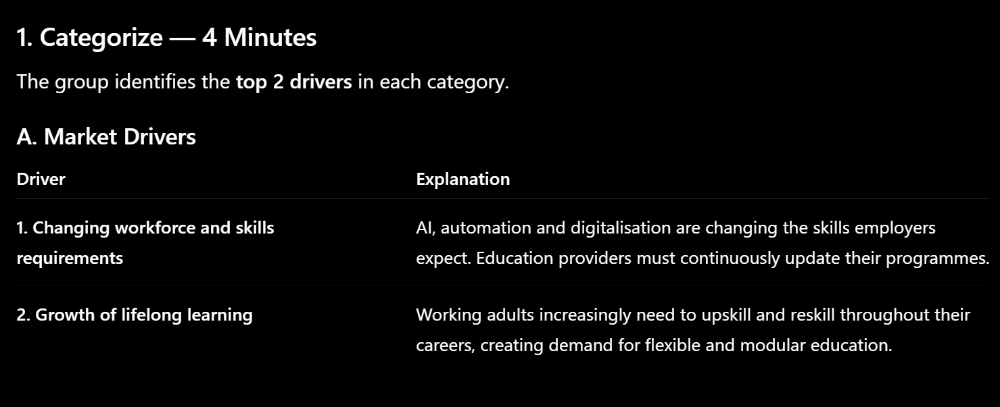 1. Categorize — 4 Minutes
The group identifies the top 2 drivers in each category.
A. Market Drivers
Driver
Explanation
1. Changing workforce and skills
requirements
AI, automation and digitalisation are changing the skills employers
expect. Education providers must continuously update their programmes.
2. Growth of lifelong learning
Working adults increasingly need to upskill and reskill throughout their
careers, creating demand for flexible and modular education.